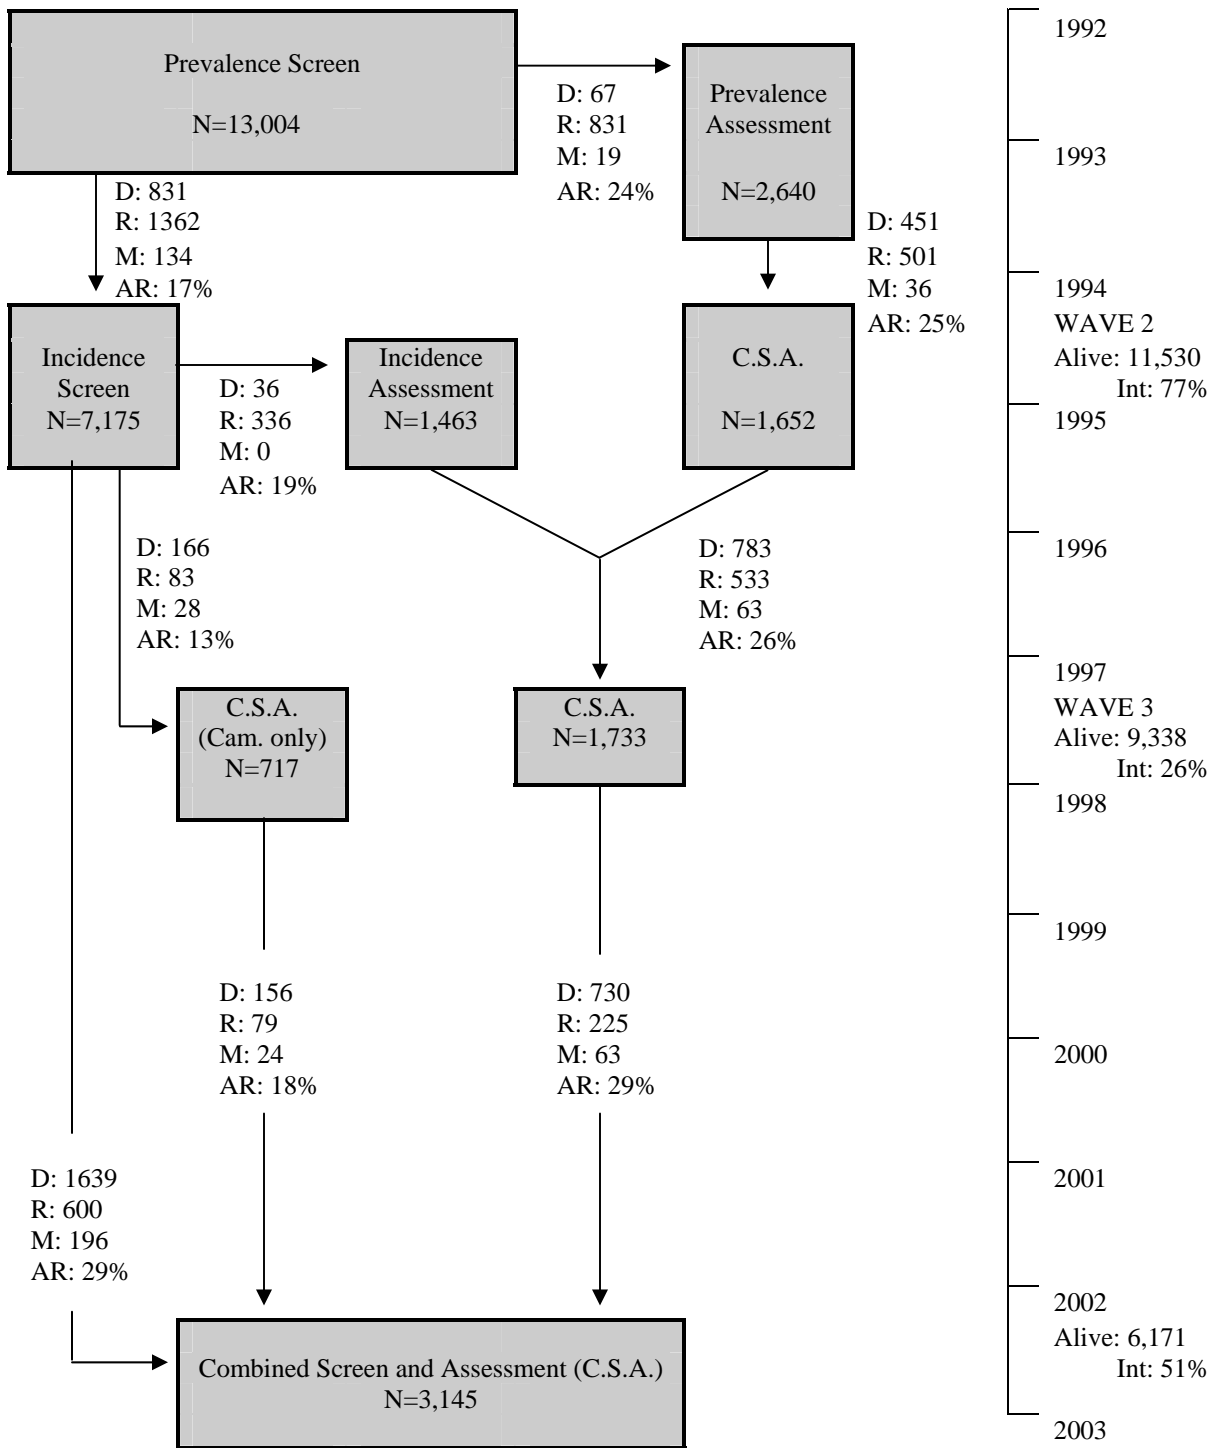 Prevalence Screen
N=13,004
D: 67
R: 831
M: 19
AR: 24%
Prevalence
Assessment
N=2,640
D: 831
R: 1362
M: 134
AR: 17%
D: 451
R: 501
M: 36
AR: 25%
Incidence
Screen
N=7,175
D: 36
R: 336
M: 0
AR: 19%
Incidence
Assessment
N=1,463
C.S.A.
N=1,652
D: 166
R: 83
M: 28
AR: 13%
D: 783
R: 533
M: 63
AR: 26%
C.S.A.
(Cam. only)
N=717
C.S.A.
N=1,733
D: 156
R: 79
M: 24
AR: 18%
D: 730
R: 225
M: 63
AR: 29%
D: 1639
R: 600
M: 196
AR: 29%
Combined Screen and Assessment (C.S.A.)
N=3,145
1992
1993
1994
WAVE 2
Alive: 11,530
Int: 77%
1995
1996
1997
WAVE 3
Alive: 9,338
Int: 26%
1998
1999
2000
2001
2002
Alive: 6,171
Int: 51%
2003